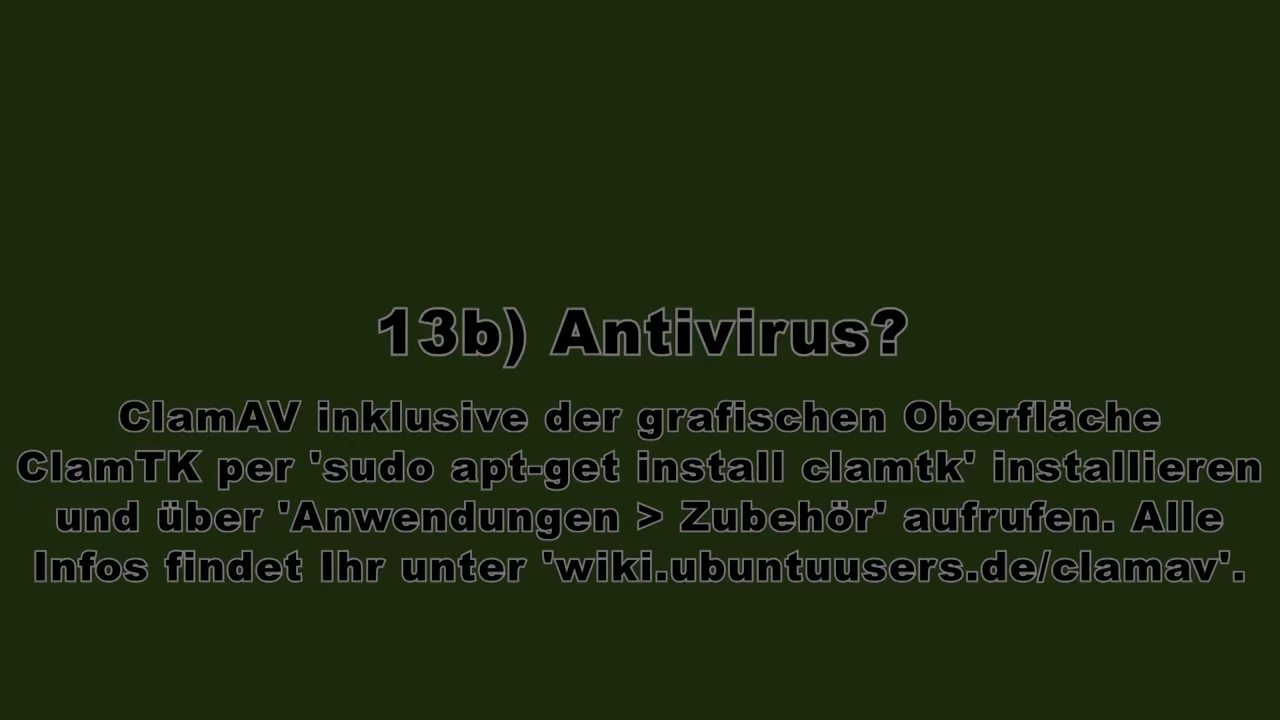 13b) Antivirus?
ClamAV inklusive der grafischen Oberfläche
ClamTK per 'sudo apt-get install clamtk' installieren
und über 'Anwendungen > Zubehör' aufrufen. Alle
Infos findet Ihr unter 'wiki.ubuntuusers.de/clamav'.